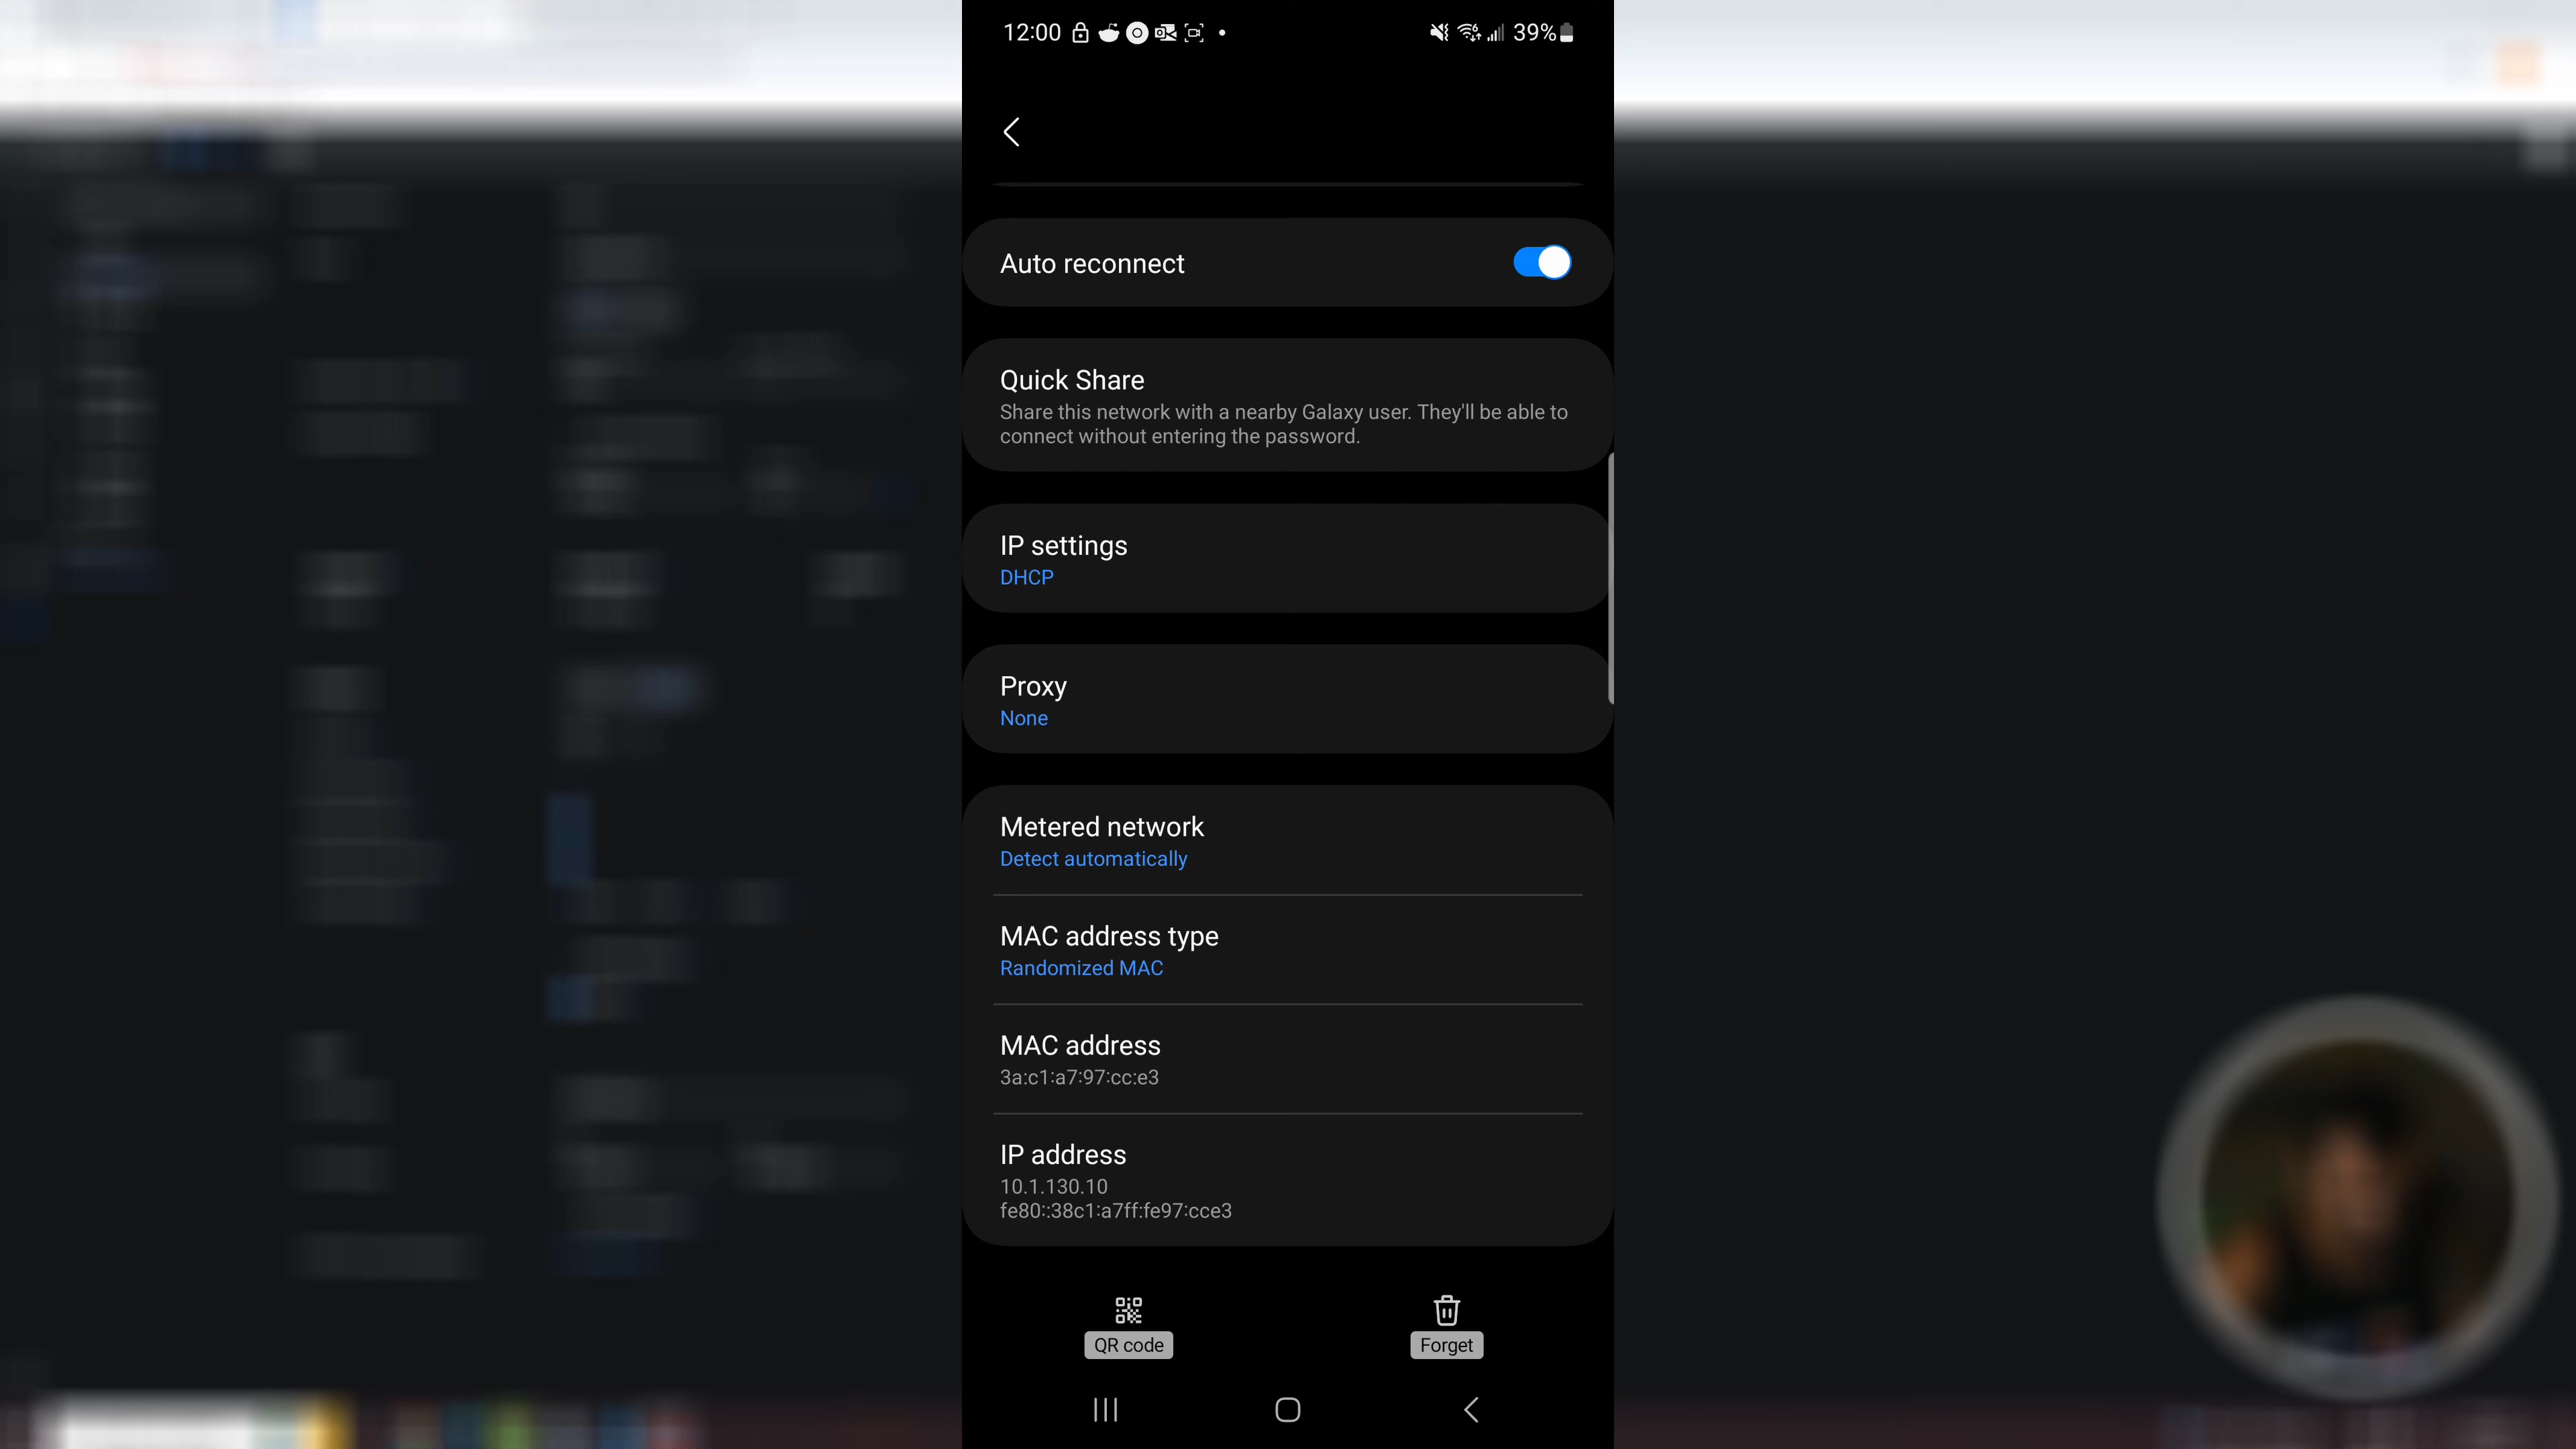 12:00
39%
Auto reconnect
Quick Share
Share this network with a nearby Galaxy user. They'll be able to
connect without entering the password.
IP settings
DHCP
Proxy
None
Metered network
Detect automatically
MAC address type
Randomized MAC
MAC address
3a:c1:a7:97:cc:e3
IP address
10.1.130.10
fe80::38c1:a7ff:fe97:cce3
QR code
Forget